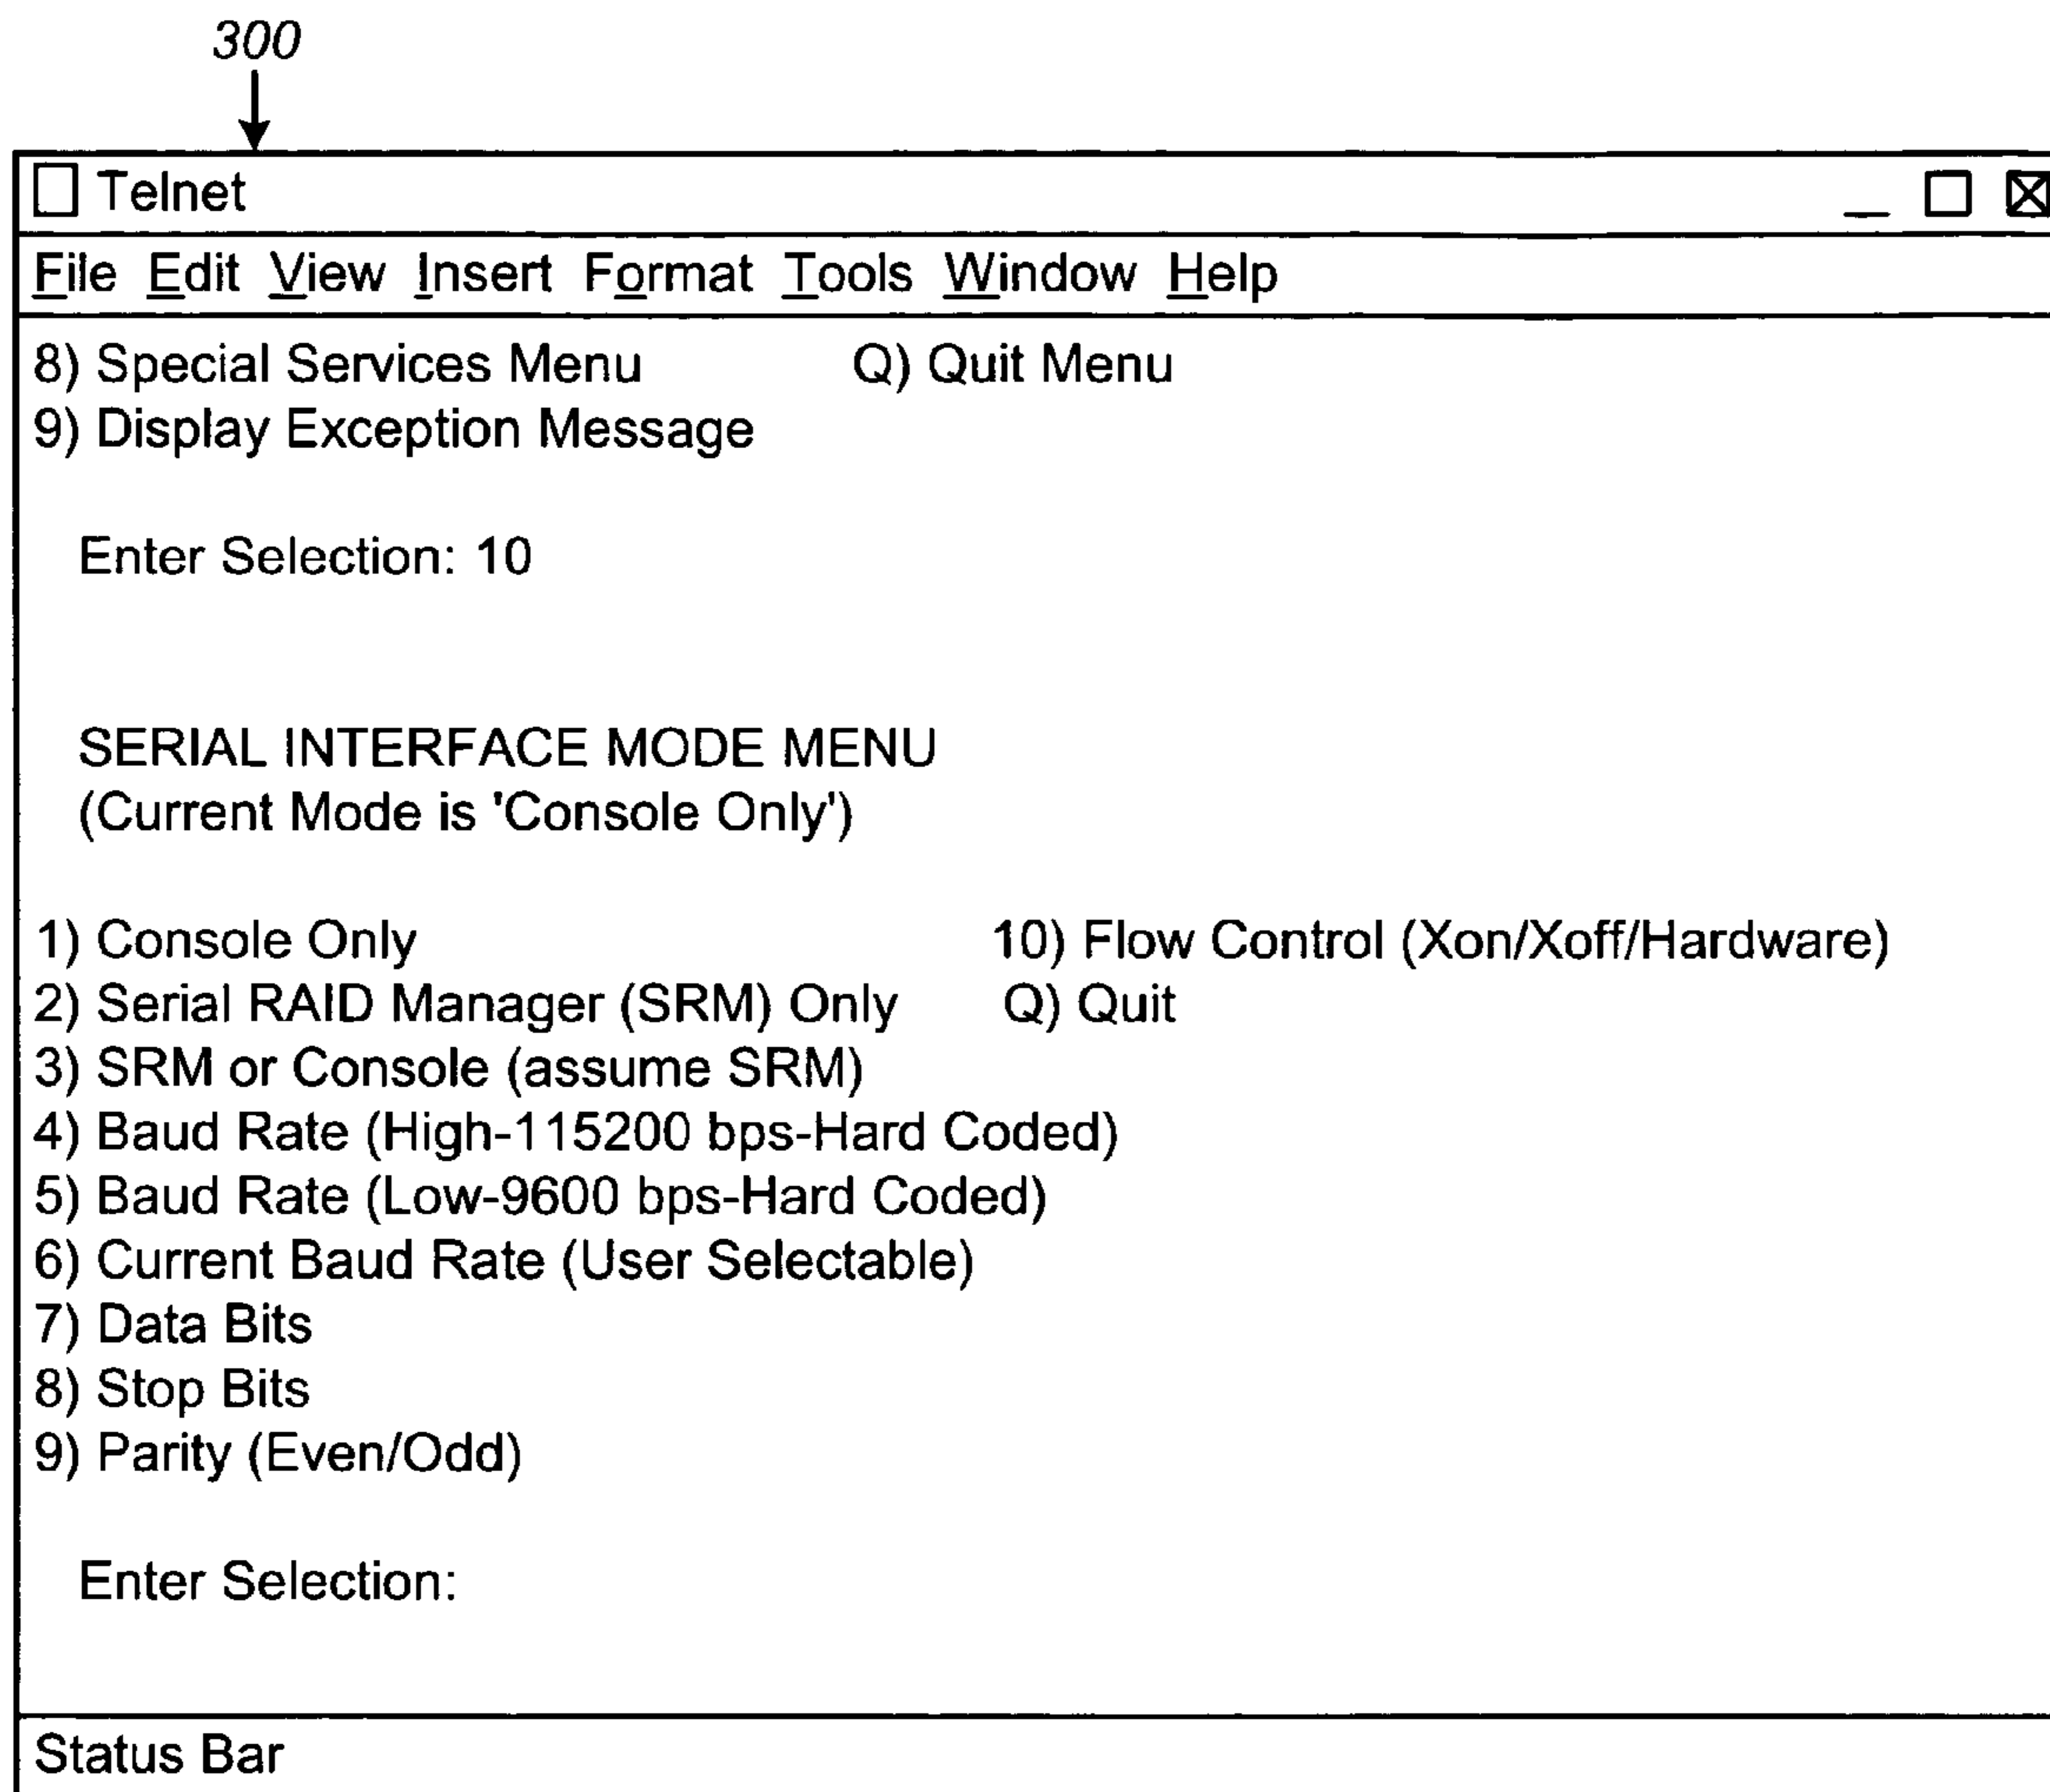 300
Telnet
File Edit View Insert Format Tools Window Help
8) Special Services Menu Q) Quit Menu
9) Display Exception Message
Enter Selection: 10
SERIAL INTERFACE MODE MENU
(Current Mode is 'Console Only')
1) Console Only 10) Flow Control (Xon/Xoff/Hardware)
2) Serial RAID Manager (SRM) Only Q) Quit
3) SRM or Console (assume SRM)
4) Baud Rate (High-115200 bps-Hard Coded)
5) Baud Rate (Low-9600 bps-Hard Coded)
6) Current Baud Rate (User Selectable)
7) Data Bits
8) Stop Bits
9) Parity (Even/Odd)
Enter Selection:
Status Bar